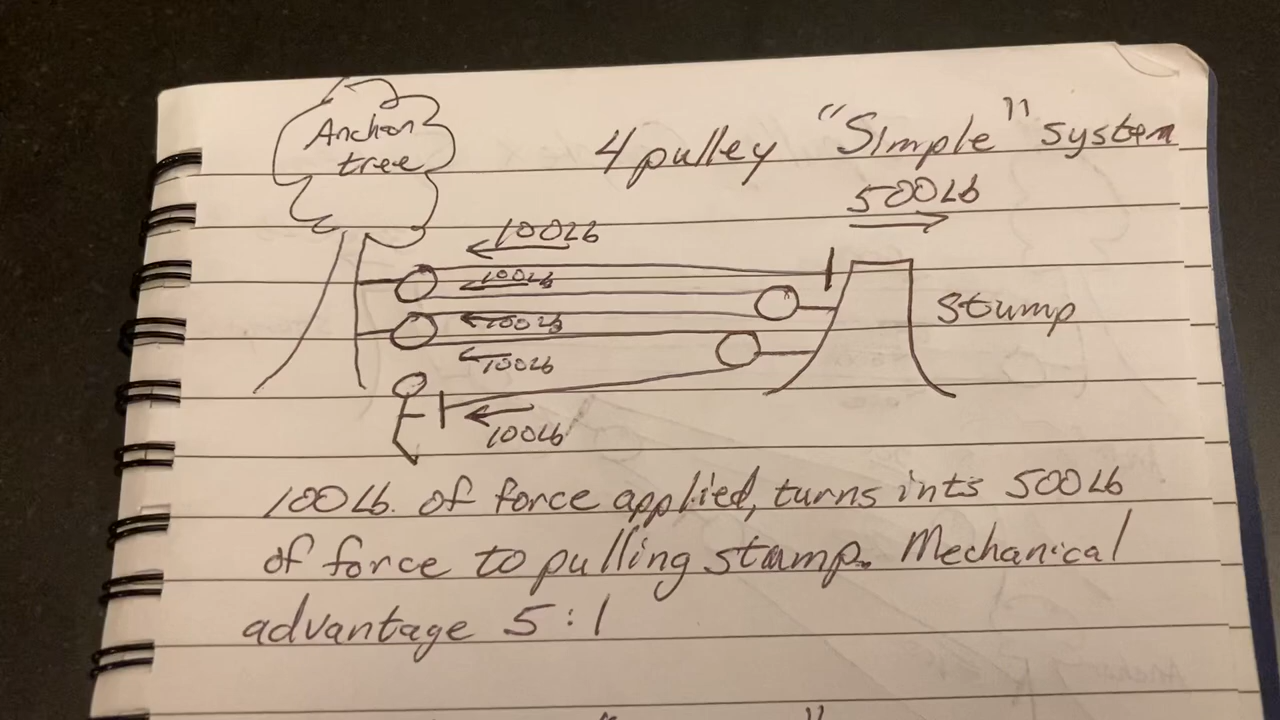 Anchor
tree
4 pulley "Simple" system
500Lb
100Lb
100Lb
100Lb
100Lb
100Lb
Stump
100Lb. of force applied, turns into 500Lb
of force to pulling stump. Mechanical
advantage 5:1